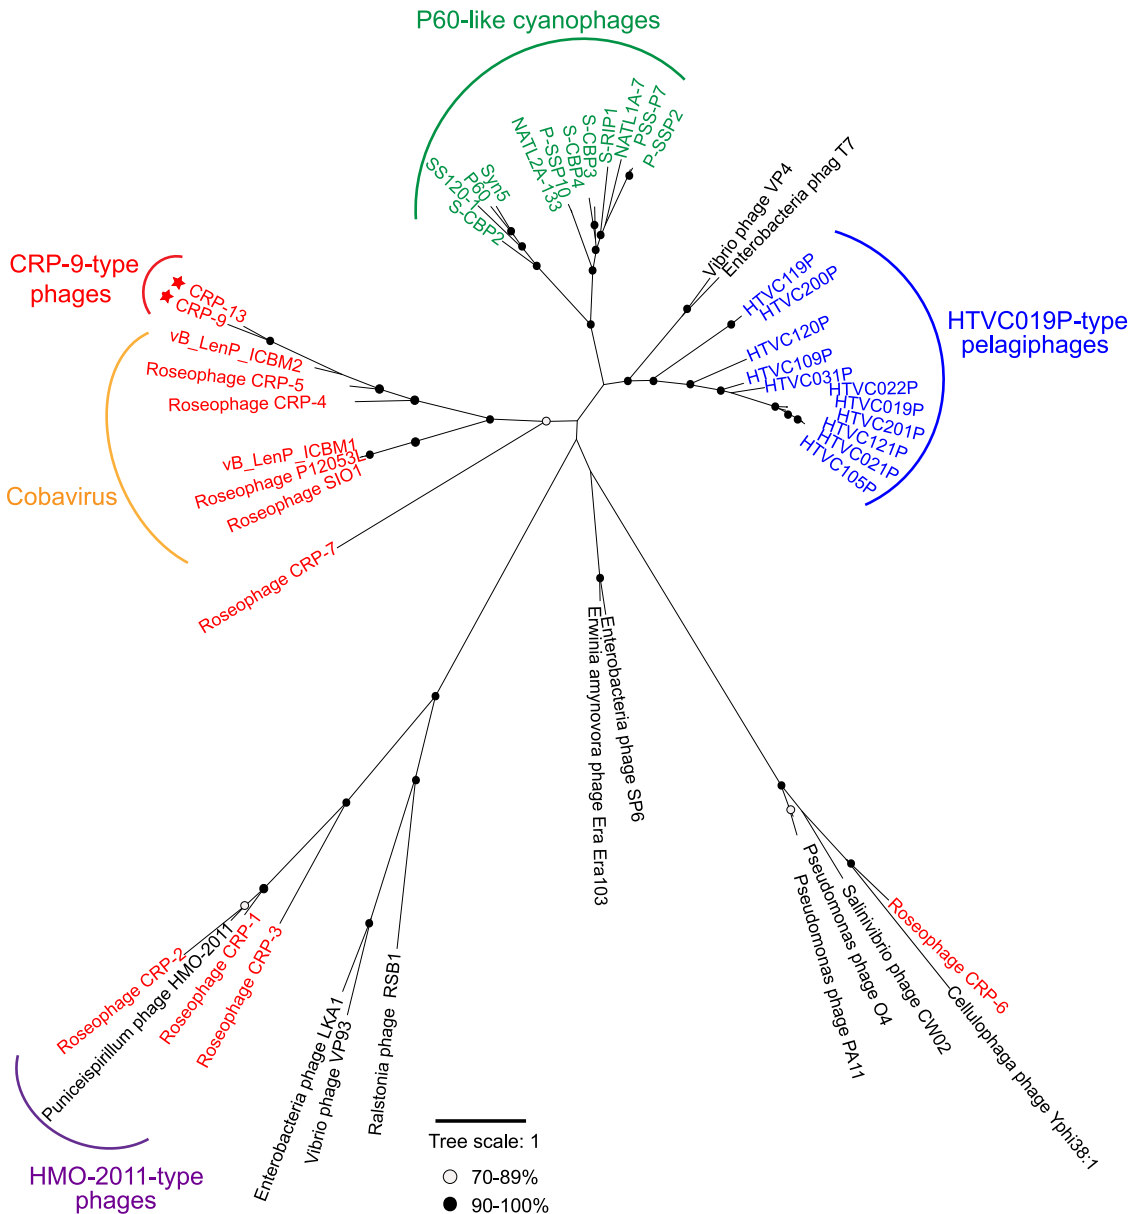 P60-like cyanophages
SS120-1
P60
Syn5
S-CBP2
NATL2A-133
P-SSP10
S-CBP4
S-CBP3
S-RIP1
NATL1A-7
PSS-P7
P-SSP2
Vibrio phage VP4
Enterobacteria phag T7
HTVC119P
HTVC200P
HTVC120P
HTVC109P
HTVC031P
HTVC022P
HTVC019P
HTVC201P
HTVC121P
HTVC021P
HTVC105P
HTVC019P-type
pelagiphages
CRP-9-type
phages
CRP-13
CRP-9
vB_LenP_ICBM2
Roseophage CRP-5
Roseophage CRP-4
vB_LenP_ICBM1
Roseophage P12053L
Roseophage SIO1
Cobavirus
Roseophage CRP-7
Enterobacteria phage SP6
Erwinia amynovora phage Era Era103
Roseophage CRP-2
Puniceispirillum phage HMO-2011
Roseophage CRP-1
Roseophage CRP-3
Enterobacteria phage LKA1
Vibrio phage VP93
Ralstonia phage RSB1
Pseudomonas phage PA11
Pseudomonas phage O4
Salinivibrio phage CW02
Roseophage CRP-6
Cellulophaga phage Yphi38:1
HMO-2011-type
phages
Tree scale: 1
70-89%
90-100%